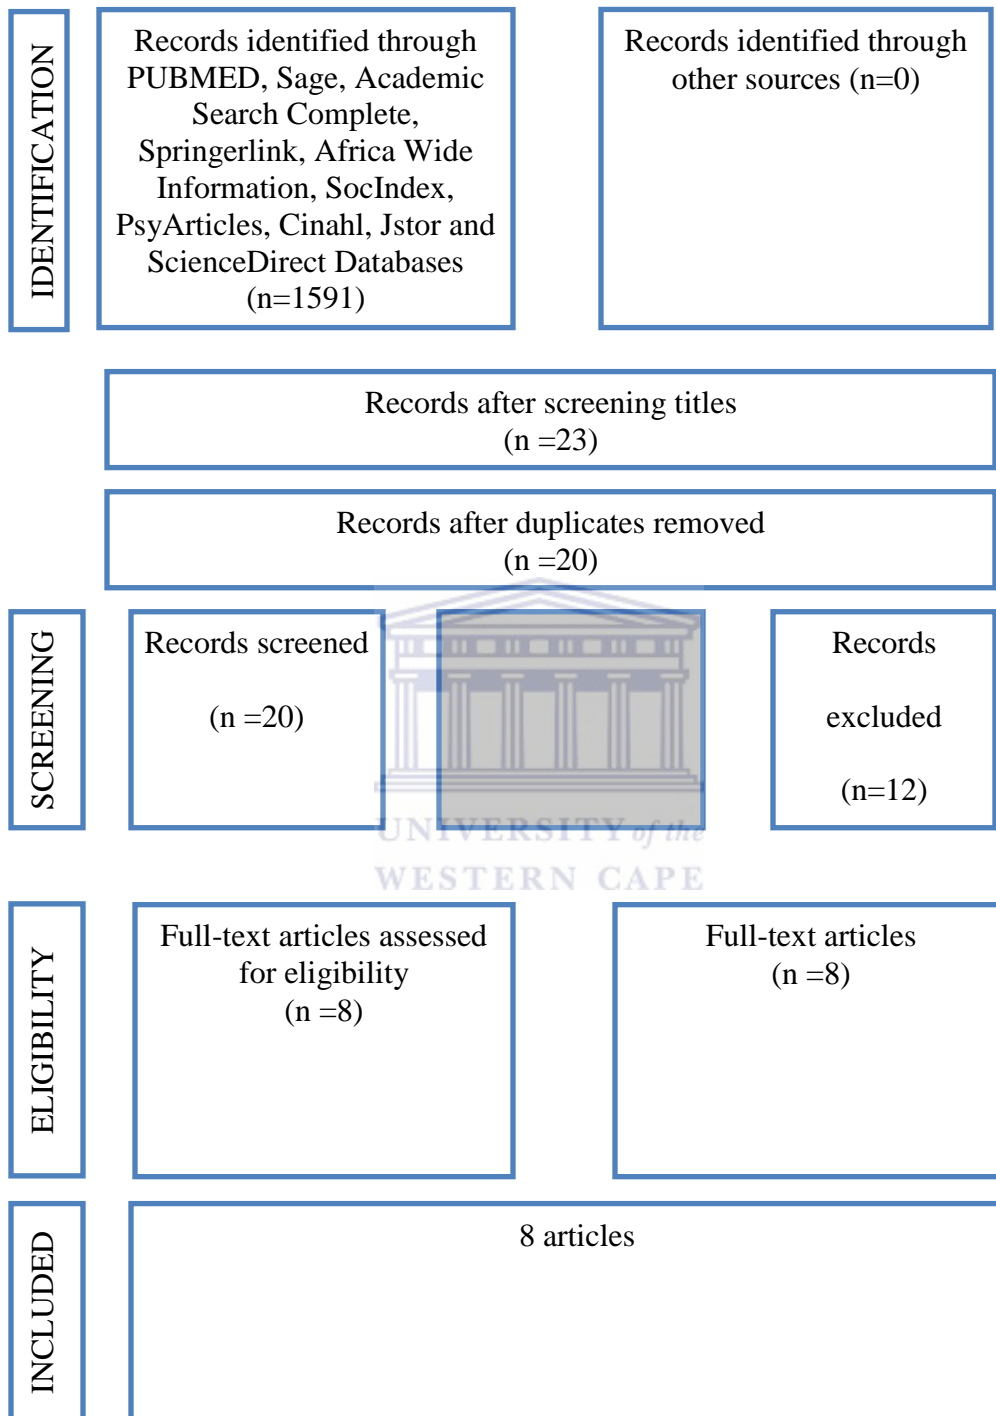 IDENTIFICATION
Records identified through
PUBMED, Sage, Academic
Search Complete,
Springerlink, Africa Wide
Information, SocIndex,
PsyArticles, Cinahl, Jstor and
ScienceDirect Databases
(n=1591)
Records identified through
other sources (n=0)
Records after screening titles
(n =23)
Records after duplicates removed
(n =20)
SCREENING
Records screened
(n =20)
Records
excluded
(n=12)
UNIVERSITY of the
WESTERN CAPE
ELIGIBILITY
Full-text articles assessed
for eligibility
(n =8)
Full-text articles
(n =8)
INCLUDED
8 articles